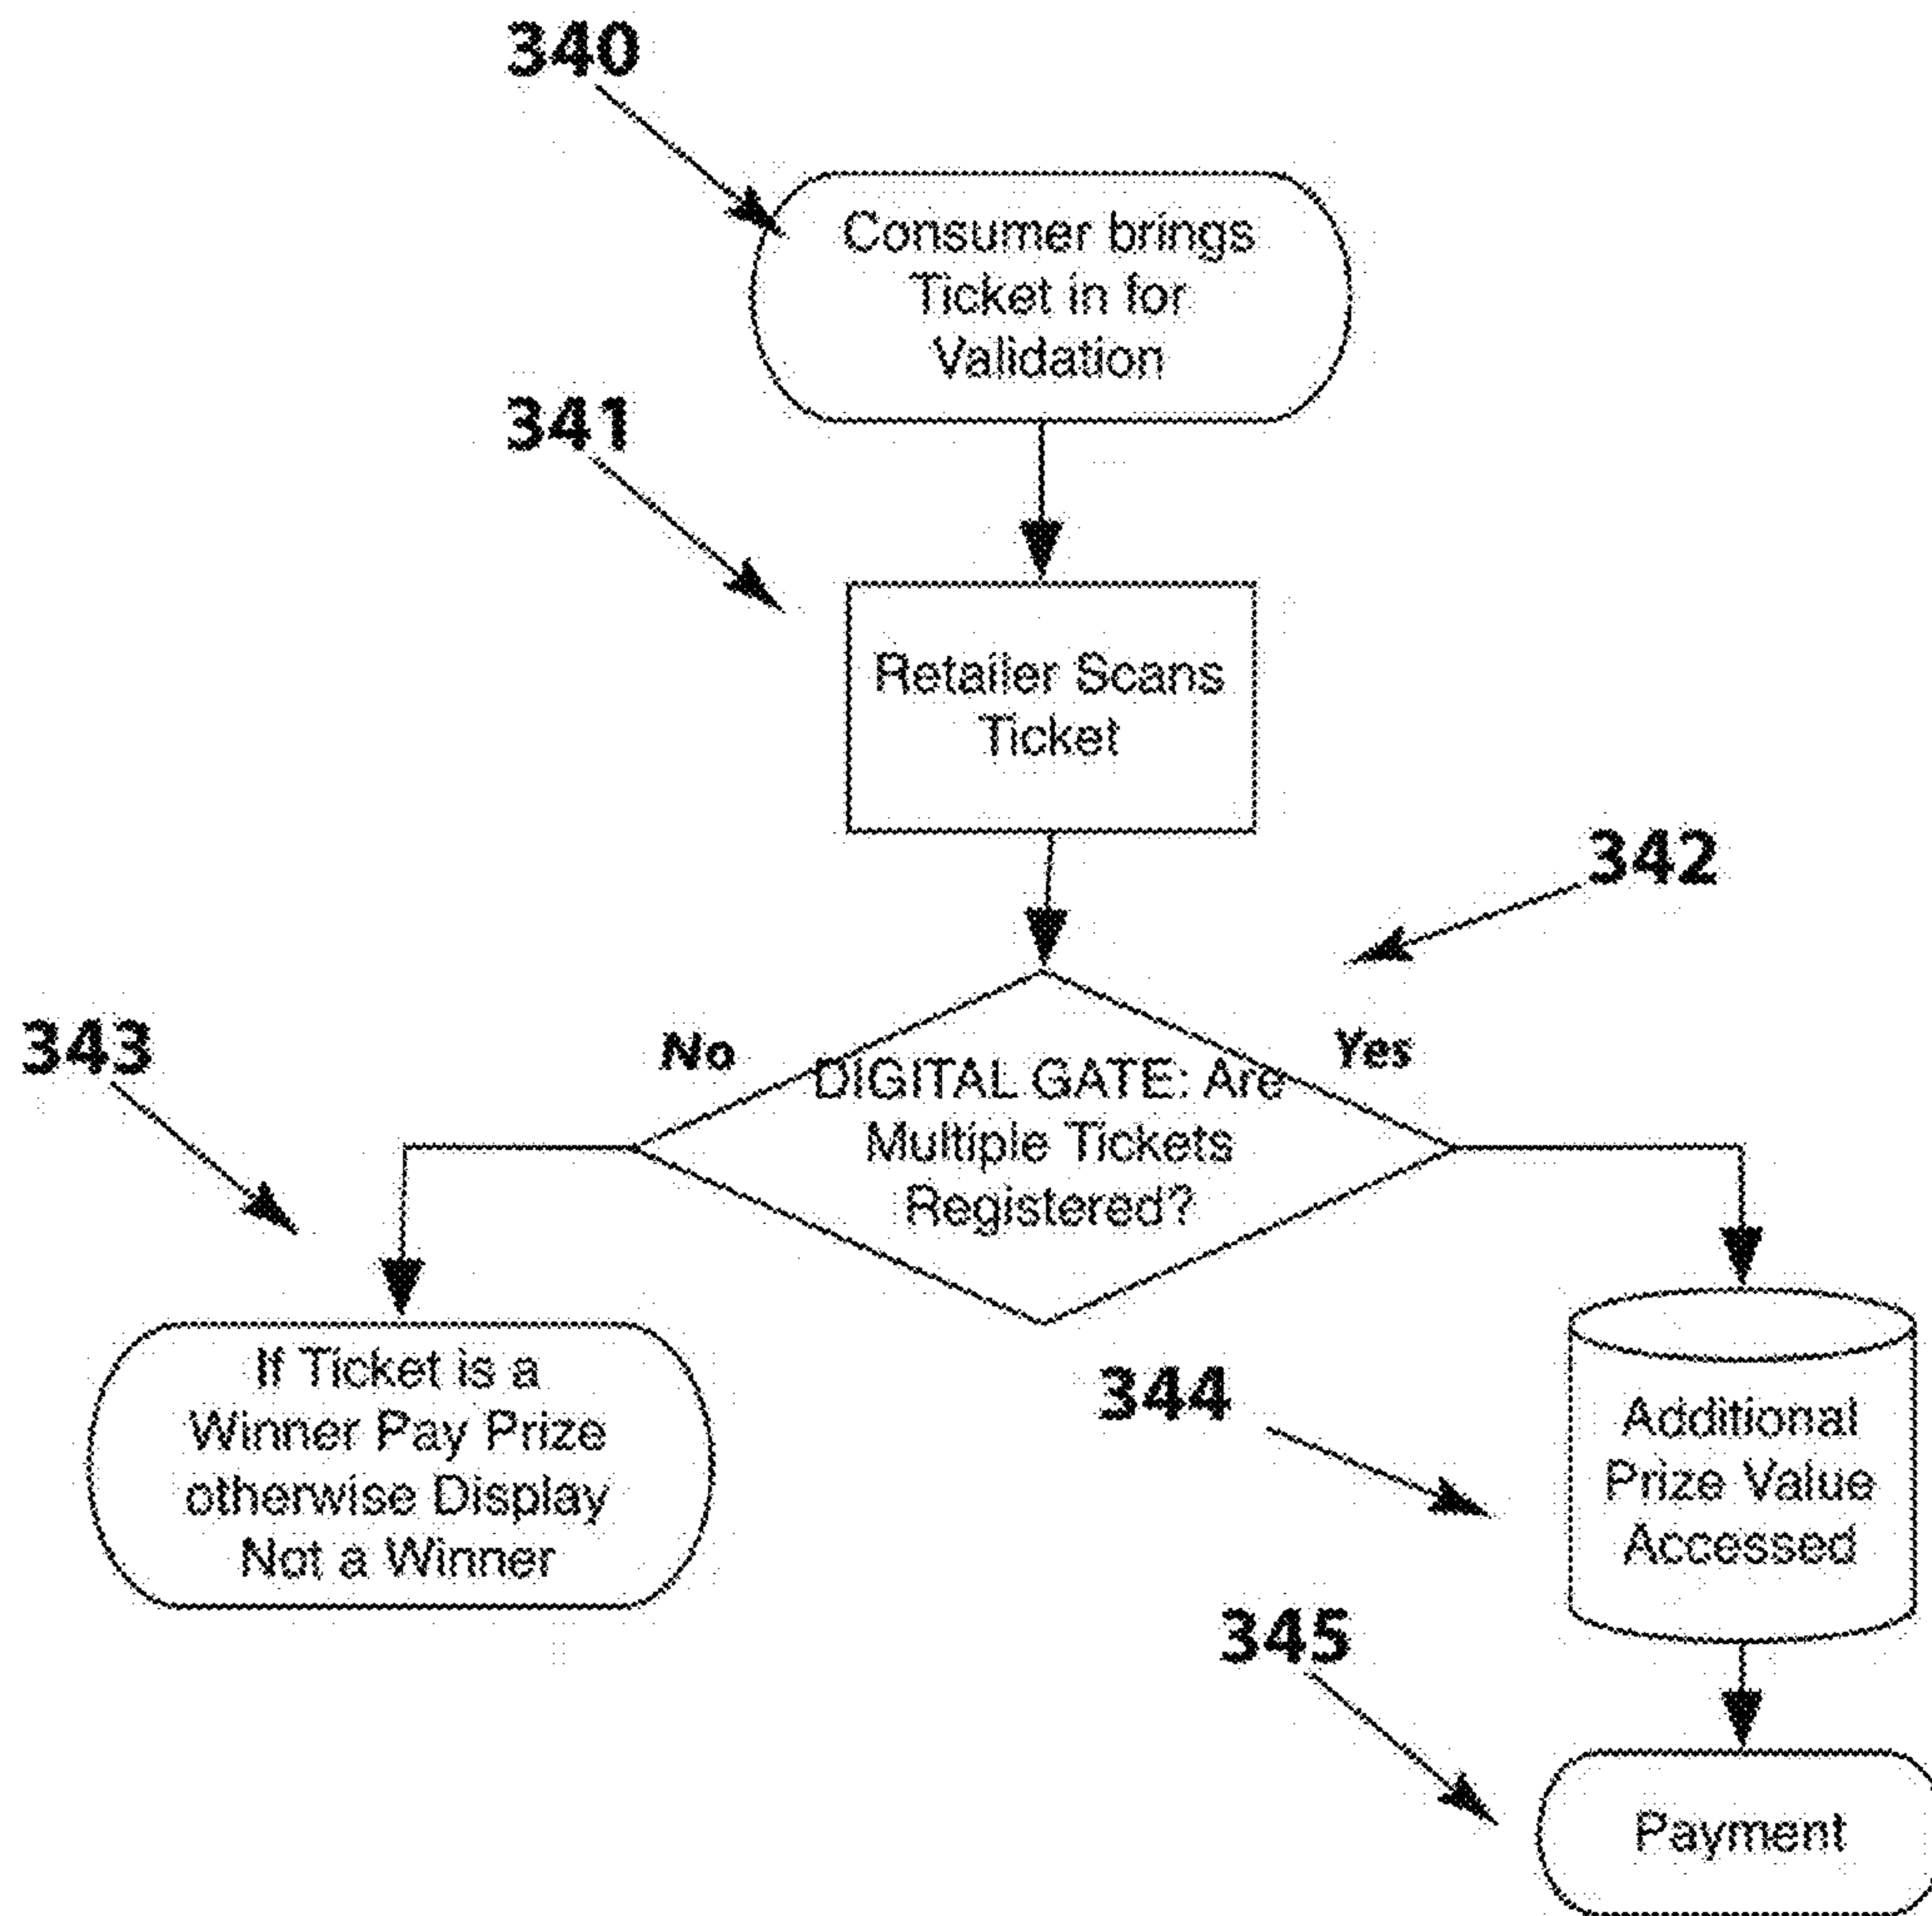 340
Consumer brings
Ticket in for
Validation
341
Retailer Scans
Ticket
342
343
No
Yes
DIGITAL GATE: Are
Multiple Tickets
Registered?
If Ticket is a
Winner Pay Prize
otherwise Display
Not a Winner
344
Additional
Prize Value
Accessed
345
Payment